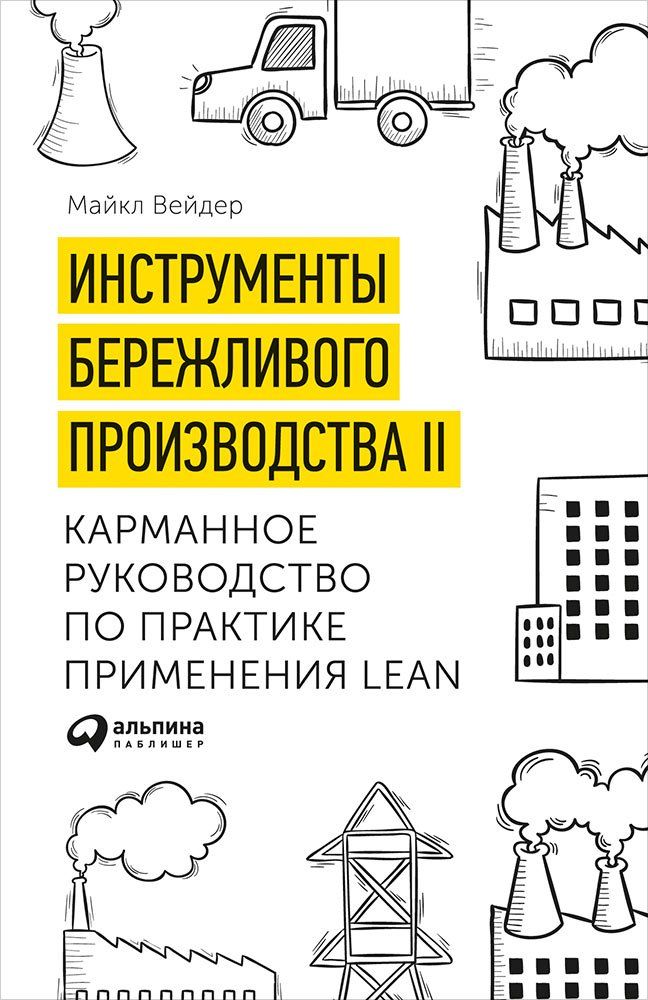 Майкл Вейдер
ИНСТРУМЕНТЫ
БЕРЕЖЛИВОГО
ПРОИЗВОДСТВА II
КАРМАННОЕ
РУКОВОДСТВО
ПО ПРАКТИКЕ
ПРИМЕНЕНИЯ LEAN
альпина
ПАБЛИШЕР